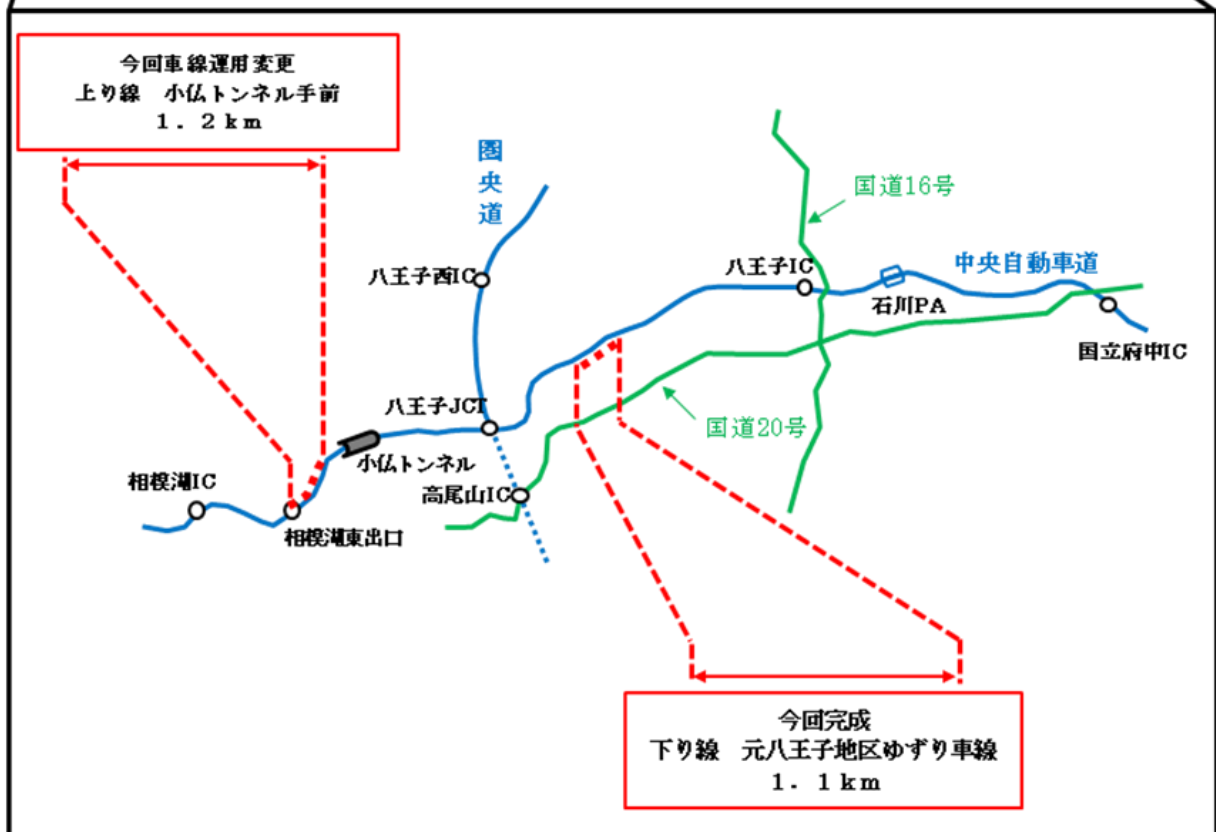 今回車線運用変更
上り線　小仏トンネル手前
１．２ｋｍ
圏央道
国道16号
八王子西IC
八王子IC
中央自動車道
石川PA
国立府中IC
八王子JCT
国道20号
小仏トンネル
相模湖IC
高尾山IC
相模湖東出口
今回完成
下り線　元八王子地区ゆずり車線
１．１ｋｍ